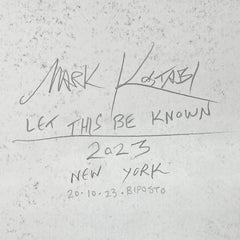 MARK KOSTABI
LET THIS BE KNOWN
2023
NEW YORK
20·10·23·BIPOSTO